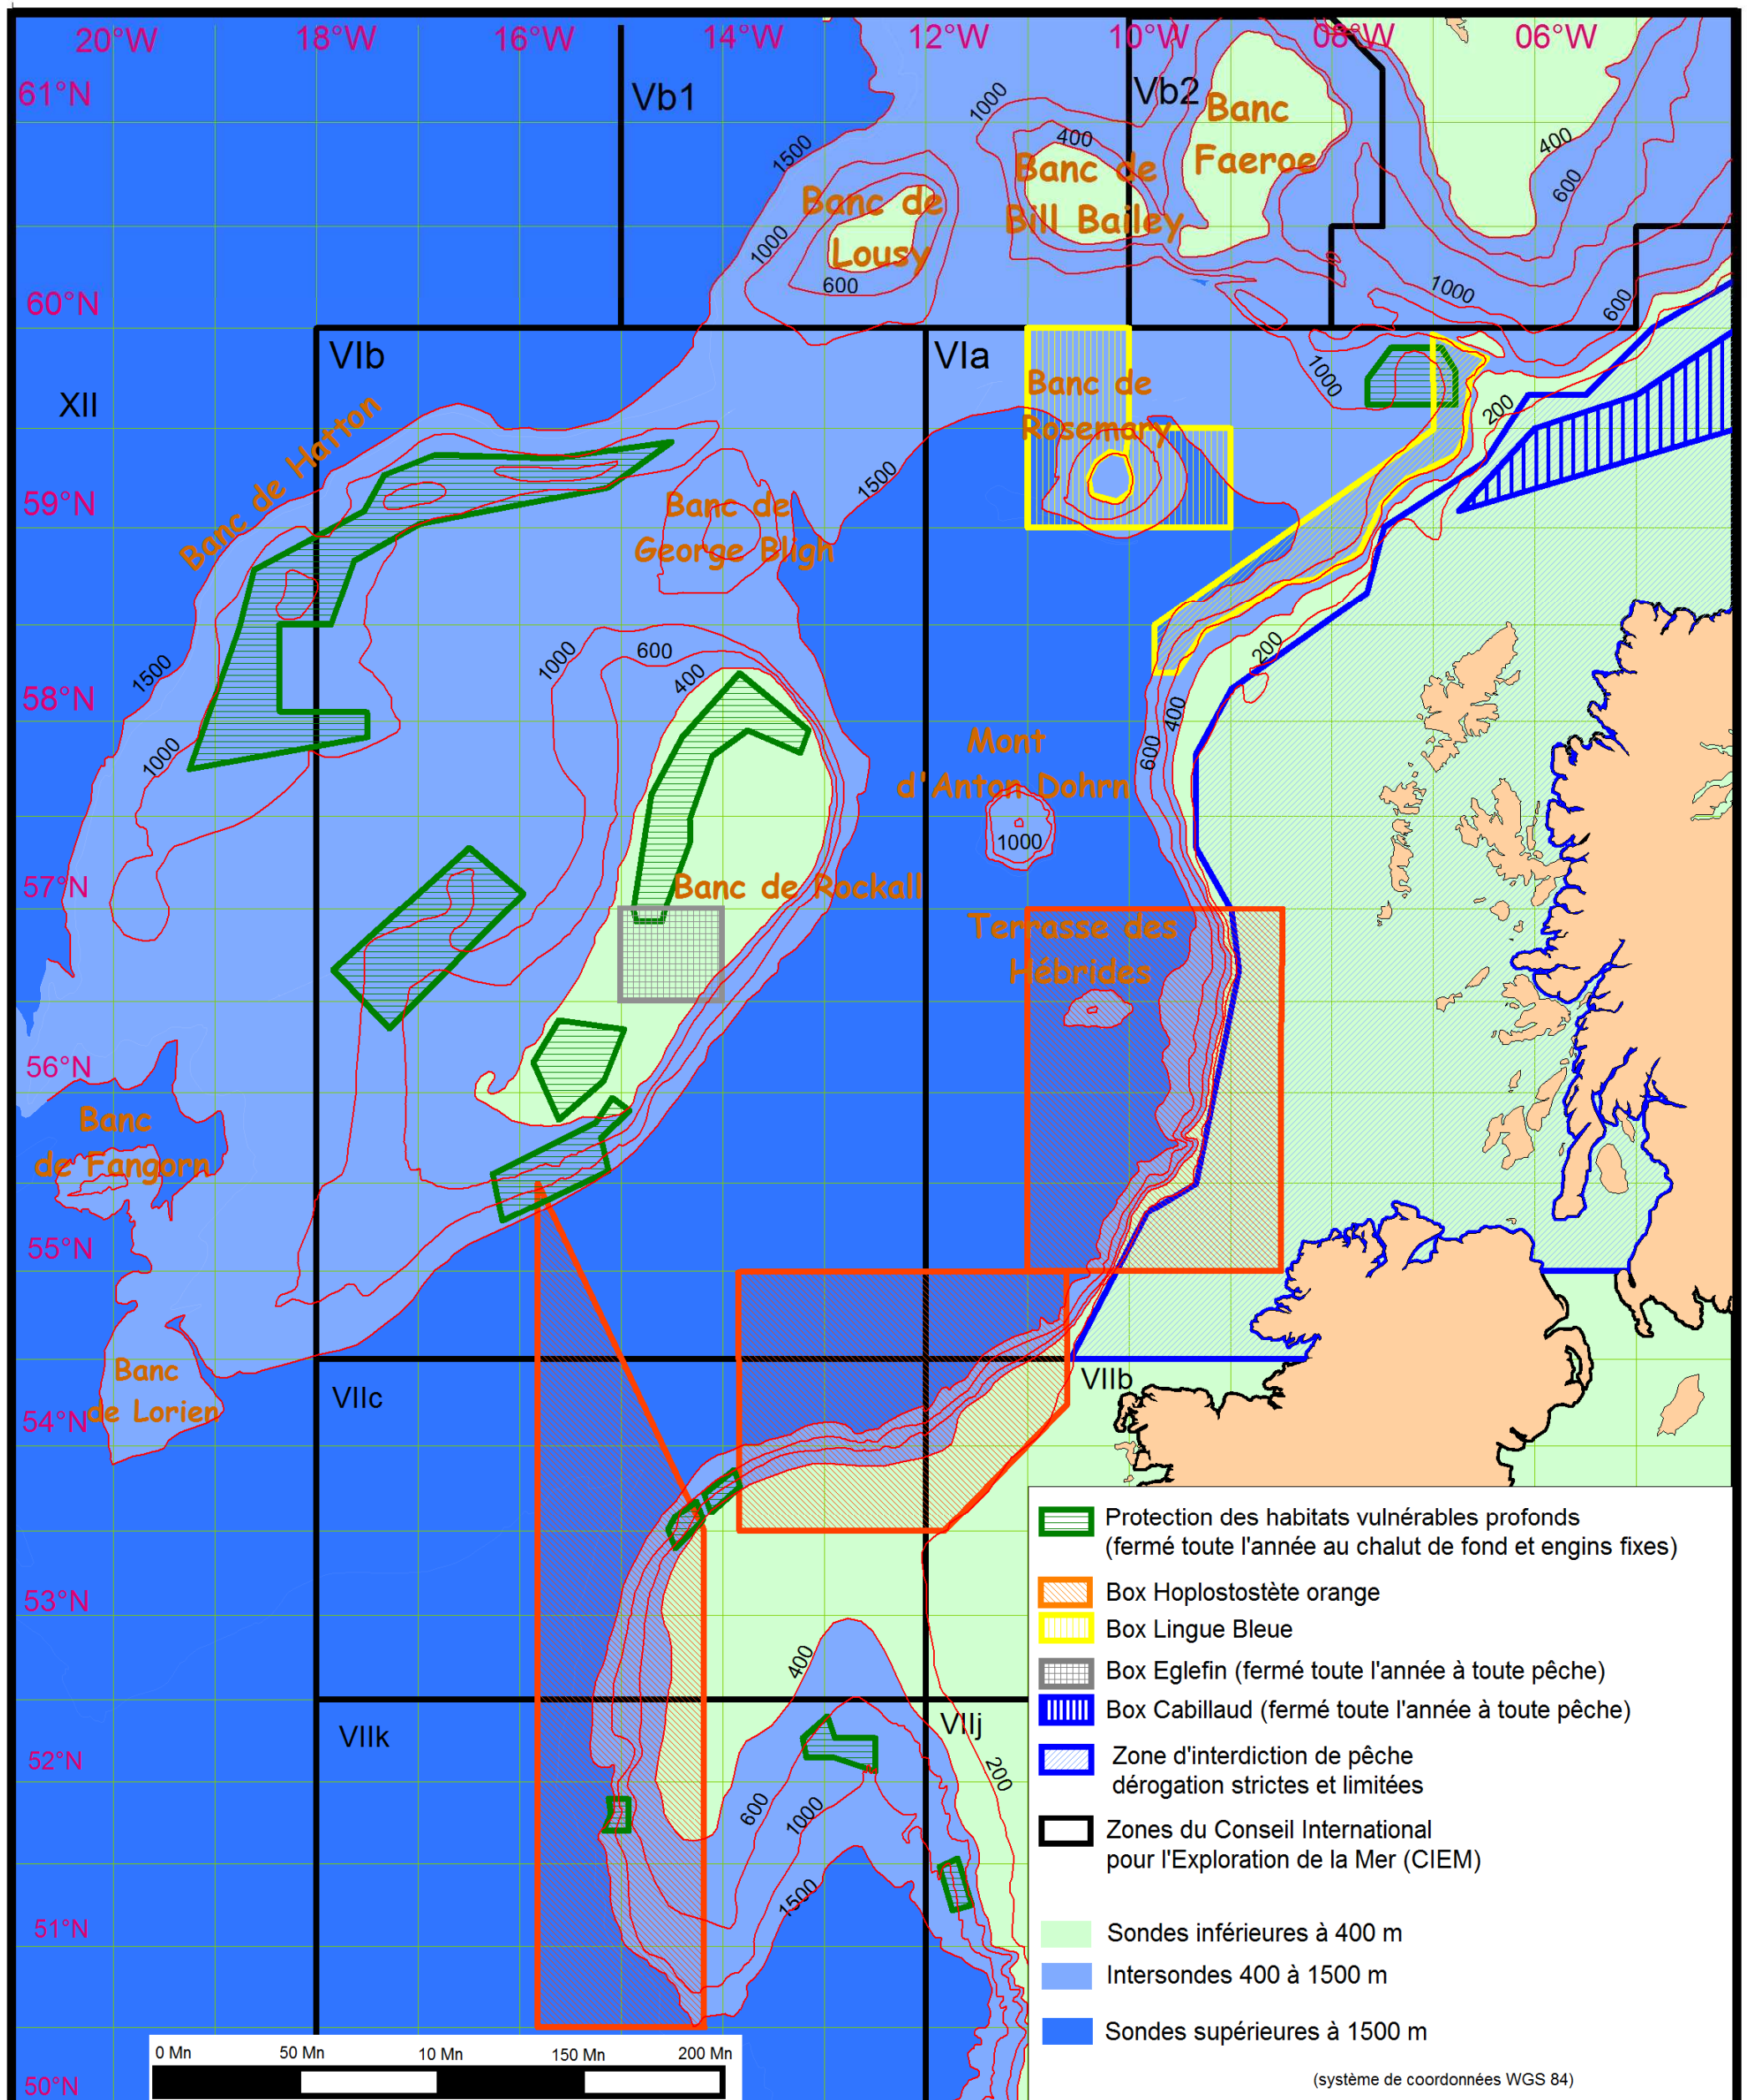 20°W 18°W 16°W 14°W 12°W 10°W 08°W 06°W
61°N
Vb1
Vb2
Banc
Faeroe
1000
400
400
1500
Banc de
Bill Bailey
600
Banc de
Lousy
1000
600
60°N
1000
600
VIb
VIa
XII
Banc de
Rosemary
1000
200
Banc de Hatton
1500
59°N
Banc de
George Bligh
1000
600
400
200
1500
58°N
400
600
1000
Mont
d'Anton Dohrn
1000
57°N
Banc de Rockall
Terrasse des
Hébrides
56°N
Banc
de Fangorn
55°N
Banc
de Lorien
VIIc
VIIb
54°N
53°N
400
VIIk
VIIj
52°N
200
600
1000
1500
51°N
50°N
Protection des habitats vulnérables profonds
(fermé toute l'année au chalut de fond et engins fixes)
Box Hoplostostète orange
Box Lingue Bleue
Box Eglefin (fermé toute l'année à toute pêche)
Box Cabillaud (fermé toute l'année à toute pêche)
Zone d'interdiction de pêche
dérogation strictes et limitées
Zones du Conseil International
pour l'Exploration de la Mer (CIEM)
Sondes inférieures à 400 m
Intersondes 400 à 1500 m
Sondes supérieures à 1500 m
(système de coordonnées WGS 84)
0 Mn 50 Mn 10 Mn 150 Mn 200 Mn